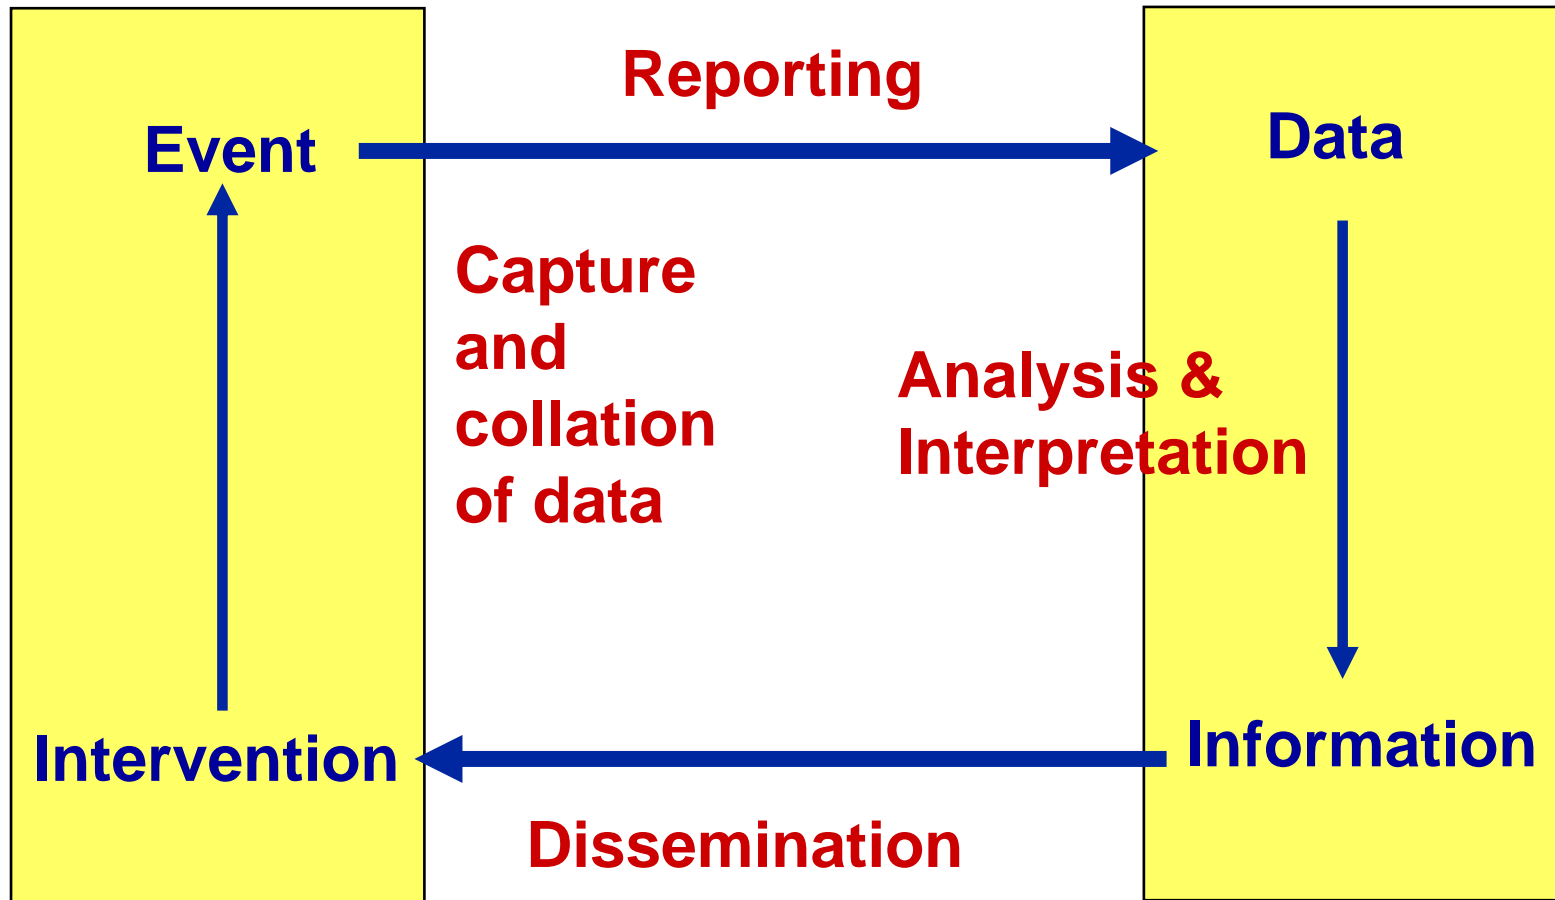 Reporting
Event
Data
Capture
and
collation
of data
Analysis &
Interpretation
Intervention
Information
Dissemination